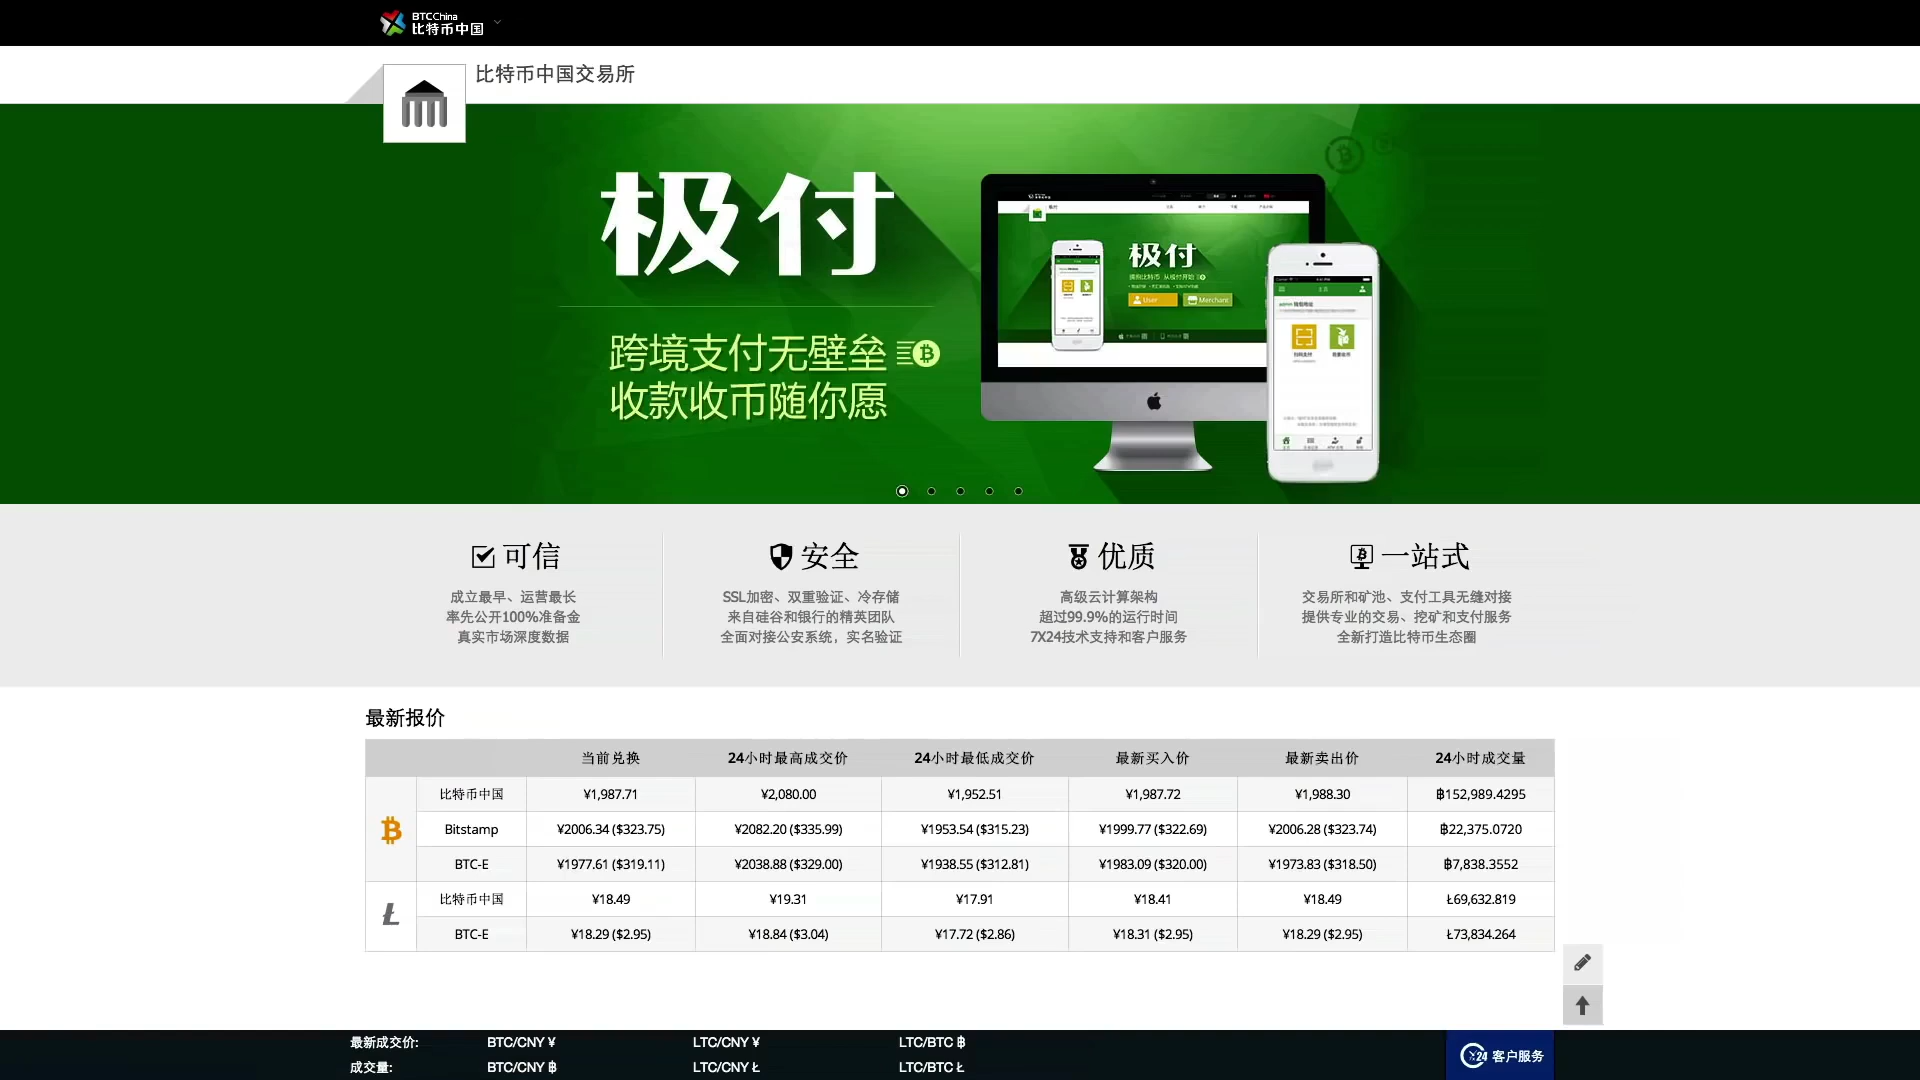 BTCChina
比特币中国
比特币中国交易所
极付
跨境支付无壁垒
收款收币随你愿
极付
User
Merchant
可信
成立最早、运营最长
率先公开100%准备金
真实市场深度数据
安全
SSL加密、双重验证、冷存储
来自硅谷和银行的精英团队
全面对接公安系统，实名验证
优质
高级云计算架构
超过99.9%的运行时间
7X24技术支持和客户服务
一站式
交易所和矿池、支付工具无缝对接
提供专业的交易、挖矿和支付服务
全新打造比特币生态圈
最新报价
当前兑换 24小时最高成交价 24小时最低成交价 最新买入价 最新卖出价 24小时成交量
比特币中国 ¥1,987.71 ¥2,080.00 ¥1,952.51 ¥1,987.72 ¥1,988.30 ฿152,989.4295
Bitstamp ¥2006.34 ($323.75) ¥2082.20 ($335.99) ¥1953.54 ($315.23) ¥1999.77 ($322.69) ¥2006.28 ($323.74) ฿22,375.0720
BTC-E ¥1977.61 ($319.11) ¥2038.88 ($329.00) ¥1938.55 ($312.81) ¥1983.09 ($320.00) ¥1973.83 ($318.50) ฿7,838.3552
比特币中国 ¥18.49 ¥19.31 ¥17.91 ¥18.41 ¥18.49 Ł69,632.819
BTC-E ¥18.29 ($2.95) ¥18.84 ($3.04) ¥17.72 ($2.86) ¥18.31 ($2.95) ¥18.29 ($2.95) Ł73,834.264
最新成交价: BTC/CNY ¥ LTC/CNY ¥ LTC/BTC ฿
成交量: BTC/CNY ฿ LTC/CNY Ł LTC/BTC Ł
24 客户服务